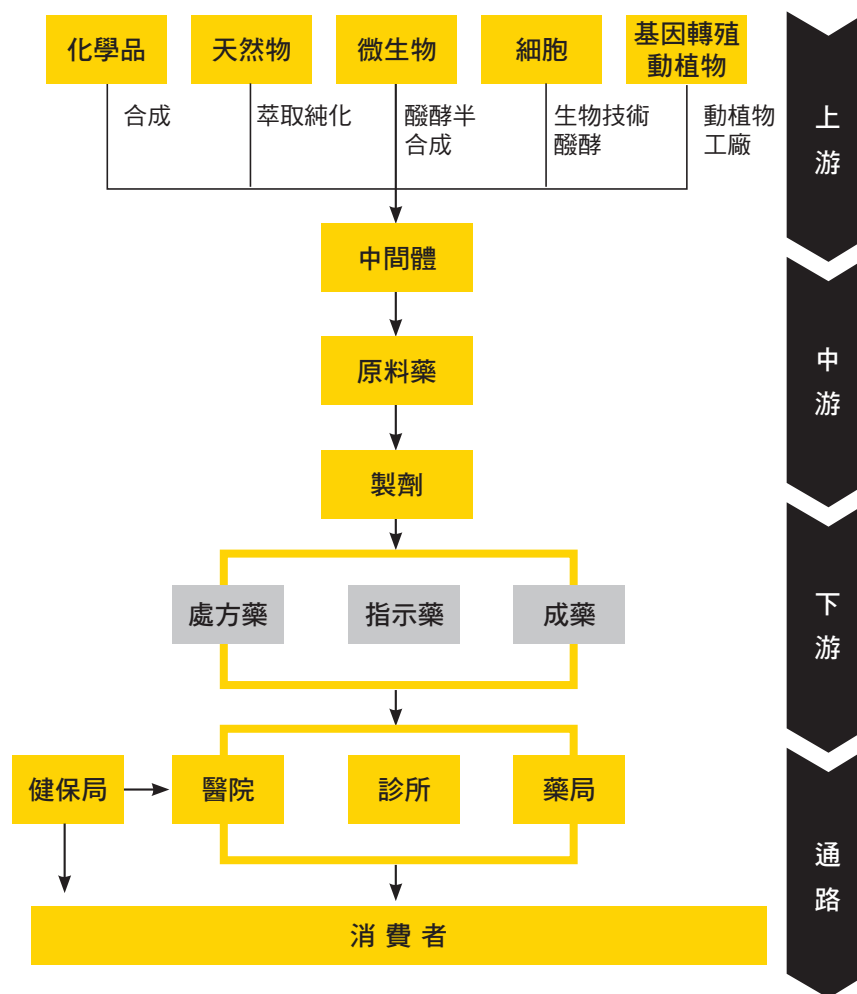 化學品
天然物
微生物
細胞
基因轉殖
動植物
合成
萃取純化
醱酵半
合成
生物技術
醱酵
動植物
工廠
上
游
中間體
原料藥
中
游
製劑
處方藥
指示藥
成藥
下
游
健保局
醫院
診所
藥局
通
路
消費者